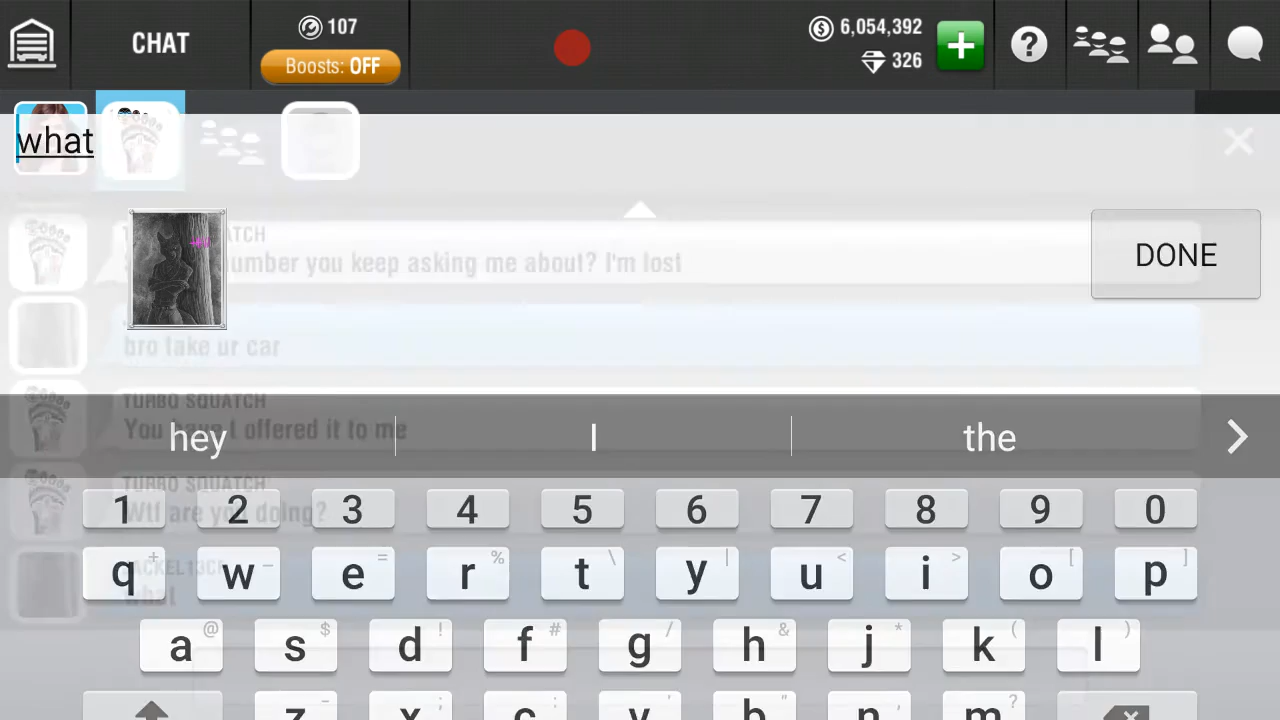 CHAT
107
Boosts: OFF
6,054,392
326
?
what
number you keep asking me about? I'm lost
DONE
bro take ur car
TURBO SQUATCH
You have I offered it to me
hey
I
the
TURBO SQUATCH
Wtf are you doing?
1 2 3 4 5 6 7 8 9 0
q w e r t y u i o p
what
a s d f g h j k l
z x c v b n m